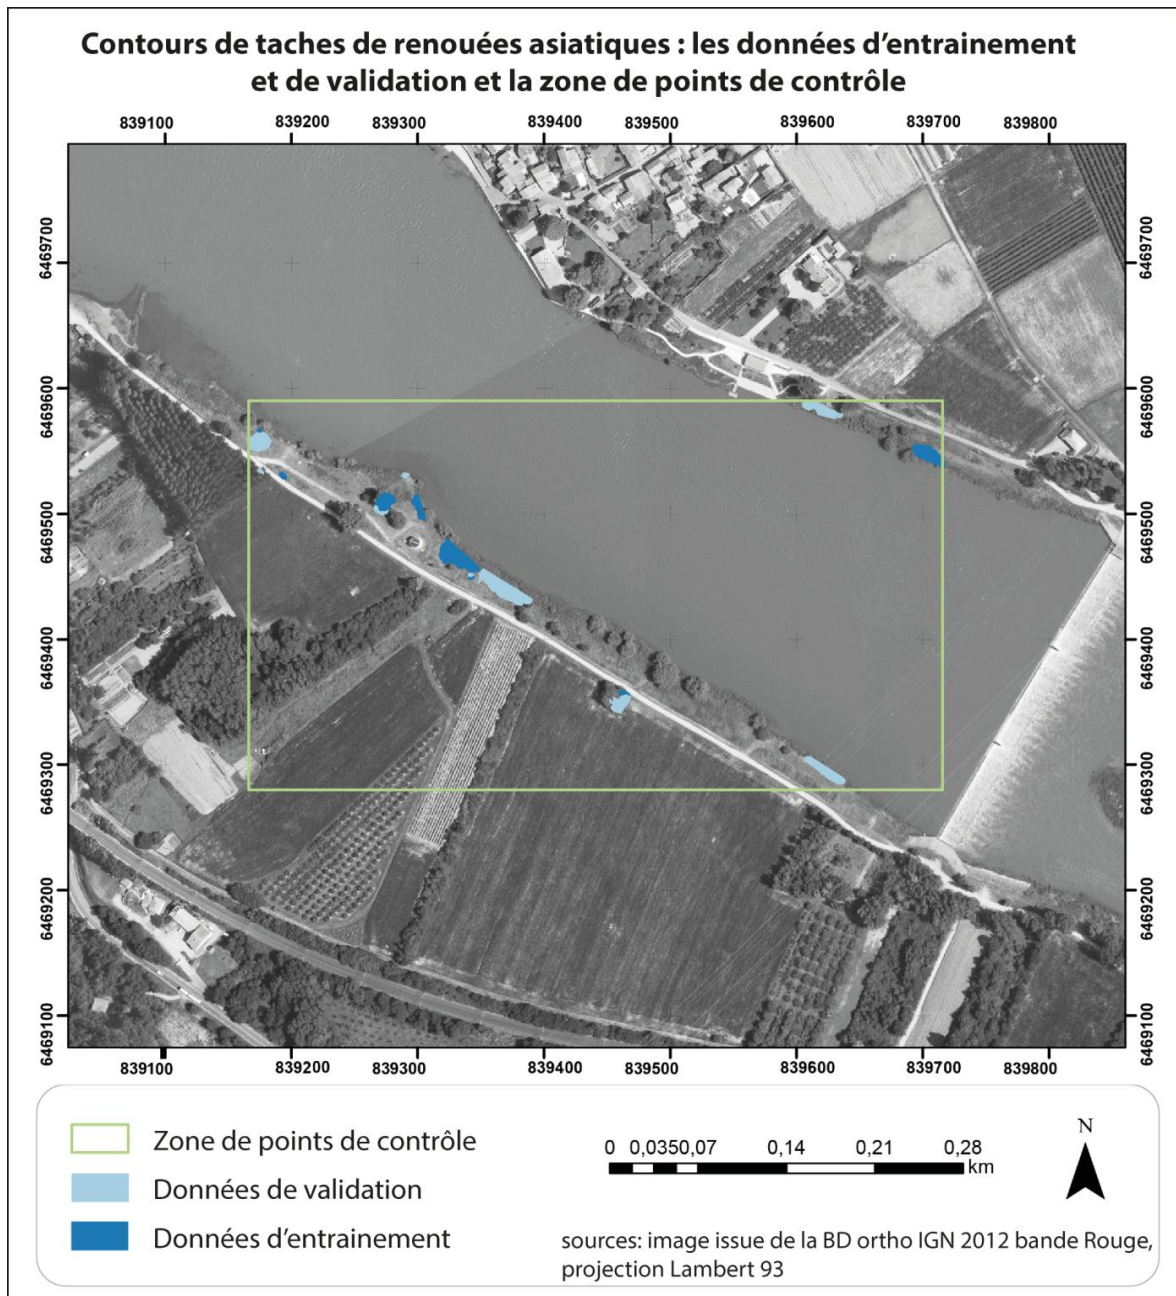 Contours de taches de renouées asiatiques : les données d’entrainement
et de validation et la zone de points de contrôle
839100 839200 839300 839400 839500 839600 839700 839800
6469700 6469700
6469600 6469600
6469500 6469500
6469400 6469400
6469300 6469300
6469200 6469200
6469100 6469100
839100 839200 839300 839400 839500 839600 839700 839800
Zone de points de contrôle
Données de validation
Données d’entrainement
0 0,0350,07 0,14 0,21 0,28
km
N
sources: image issue de la BD ortho IGN 2012 bande Rouge,
projection Lambert 93